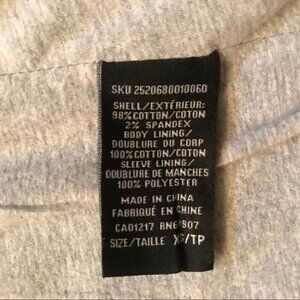 SKU 2520680010060
SHELL/EXTÉRIEUR:
98% COTTON/COTON
2% SPANDEX
BODY LINING/
DOUBLURE DU CORP
100% COTTON/COTON
SLEEVE LINING/
DOUBLURE DE MANCHES
100% POLYESTER
MADE IN CHINA
FABRIQUÉ EN CHINE
CA01217
SIZE/TAILLE XS/TP